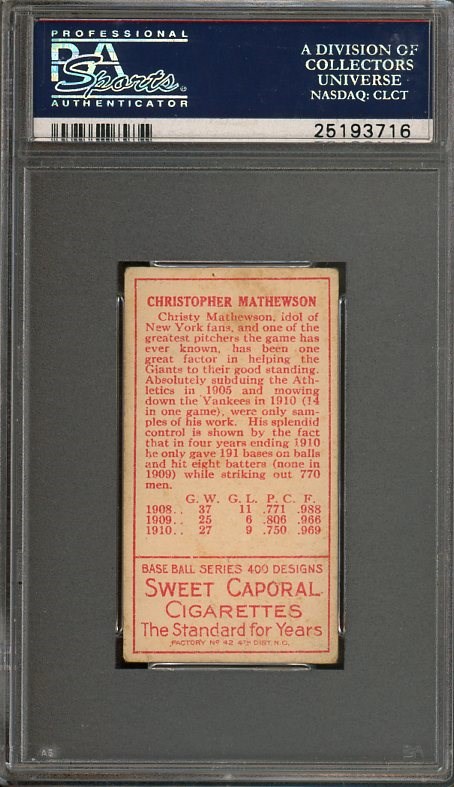 PROFESSIONAL
PSA
Sports
AUTHENTICATOR
A DIVISION OF
COLLECTORS
UNIVERSE
NASDAQ: CLCT
25193716
CHRISTOPHER MATHEWSON
Christy Mathewson, idol of
New York fans, and one of the
greatest pitchers the game has
ever known, has been one
great factor in helping the
Giants to their good standing.
Absolutely subduing the Ath-
letics in 1905 and mowing
down the Yankees in 1910 (14
in one game), were only sam-
ples of his work. His splendid
control is shown by the fact
that in four years ending 1910
he only gave 191 bases on balls
and hit eight batters (none in
1909) while striking out 770
men.
G. W. G. L. P. C. F.
1908.. 37 11 .771 .988
1909.. 25 6 .806 .966
1910.. 27 9 .750 .969
BASE BALL SERIES 400 DESIGNS
SWEET CAPORAL
CIGARETTES
The Standard for Years
FACTORY Nº 42 4TH DIST. N.C.